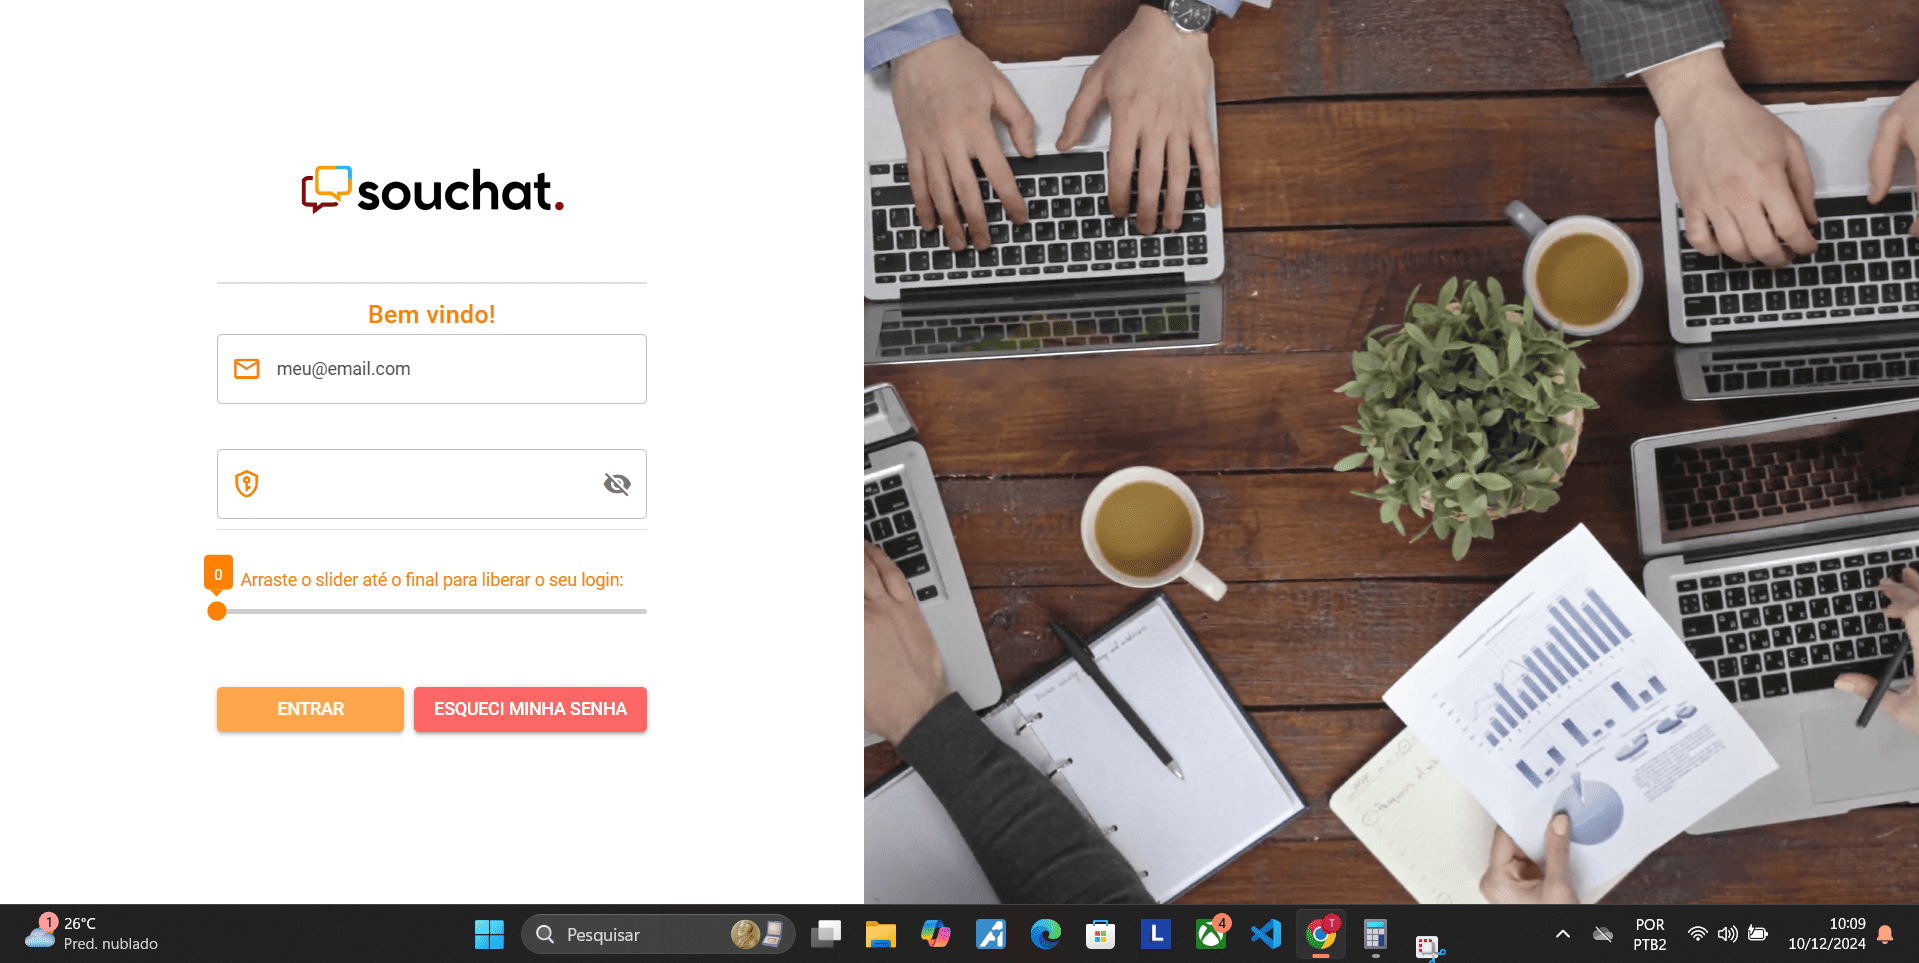 souchat.
Bem vindo!
meu@email.com
0
Arraste o slider até o final para liberar o seu login:
ENTRAR
ESQUECI MINHA SENHA
1
26°C
Pred. nublado
Pesquisar
L
4
T
POR
PTB2
10:09
10/12/2024